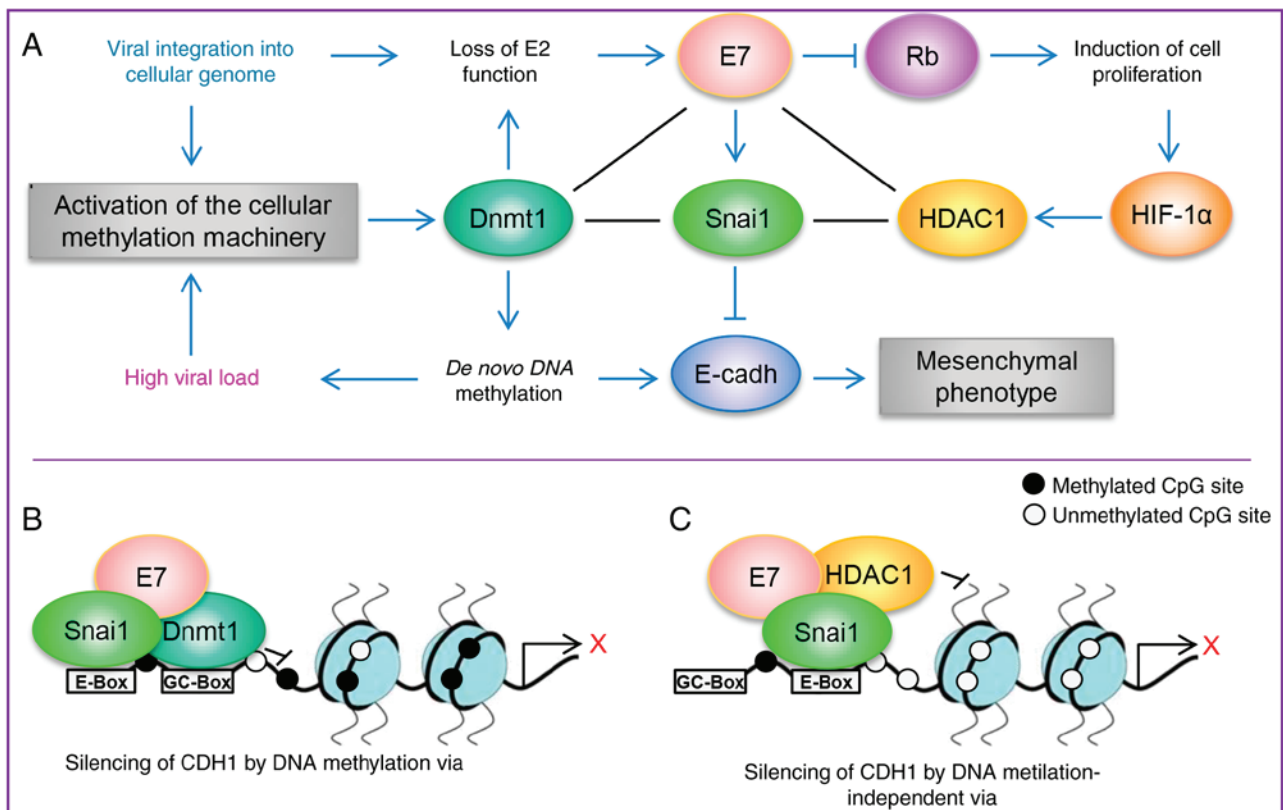 A
Viral integration into
cellular genome
Loss of E2
function
E7
Rb
Induction of cell
proliferation
Activation of the cellular
methylation machinery
Dnmt1
Snai1
HDAC1
HIF-1α
High viral load
De novo DNA
methylation
E-cadh
Mesenchymal
phenotype
Methylated CpG site
Unmethylated CpG site
B
E7
Snai1
Dnmt1
E-Box
GC-Box
X
Silencing of CDH1 by DNA methylation via
C
E7
HDAC1
Snai1
GC-Box
E-Box
X
Silencing of CDH1 by DNA metilation-
independent via